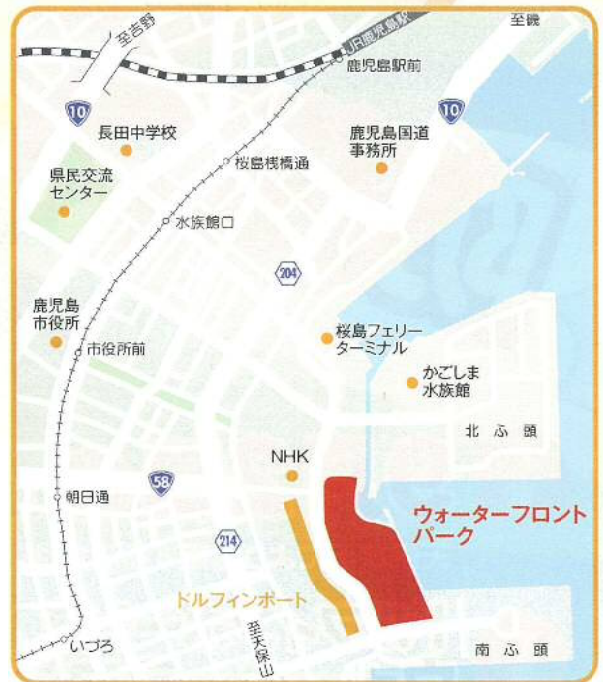 至吉野
JR鹿児島駅
至磯
鹿児島駅前
10
長田中学校
10
鹿児島国道
事務所
桜島桟橋通
県民交流
センター
水族館口
204
鹿児島
市役所
市役所前
桜島フェリー
ターミナル
かごしま
水族館
北ふ頭
NHK
58
朝日通
ウォーターフロント
パーク
214
ドルフィンポート
至天保山
いづろ
南ふ頭